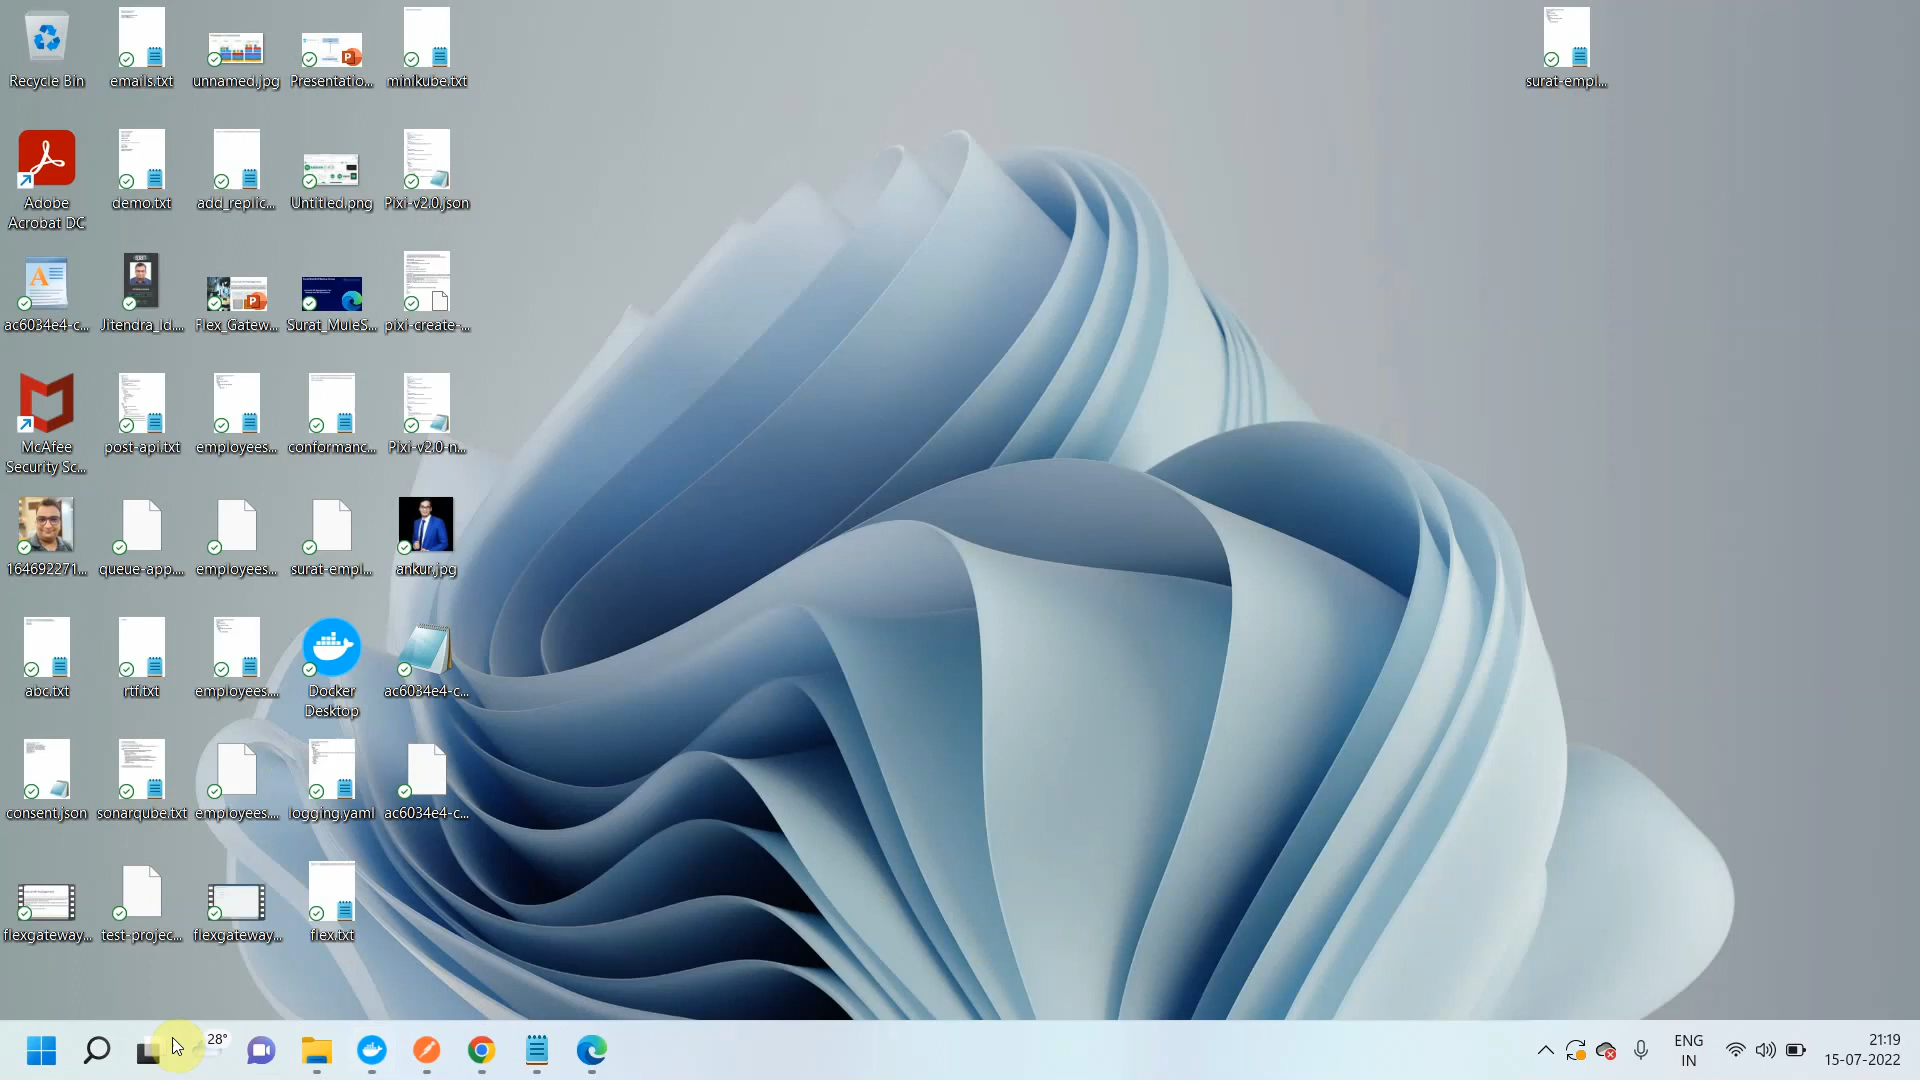 Recycle Bin
emails.txt
unnamed.jpg
Presentatio...
minikube.txt
surat-empl...
Adobe
Acrobat DC
demo.txt
add_replic...
Untitled.png
Pixi-v2.0.json
ac6034e4-c...
Jitendra_Id....
Flex_Gatew...
Surat_MuleS...
pixi-create-...
McAfee
Security Sc...
post-api.txt
employees...
conformanc...
Pixi-v2.0-n...
164692271...
queue-app....
employees...
surat-empl...
ankur.jpg
abc.txt
rtf.txt
employees....
Docker
Desktop
ac6034e4-c...
consent.json
sonarqube.txt
employees....
logging.yaml
ac6034e4-c...
flexgateway...
test-projec...
flexgateway...
flex.txt
28°
ENG
IN
21:19
15-07-2022